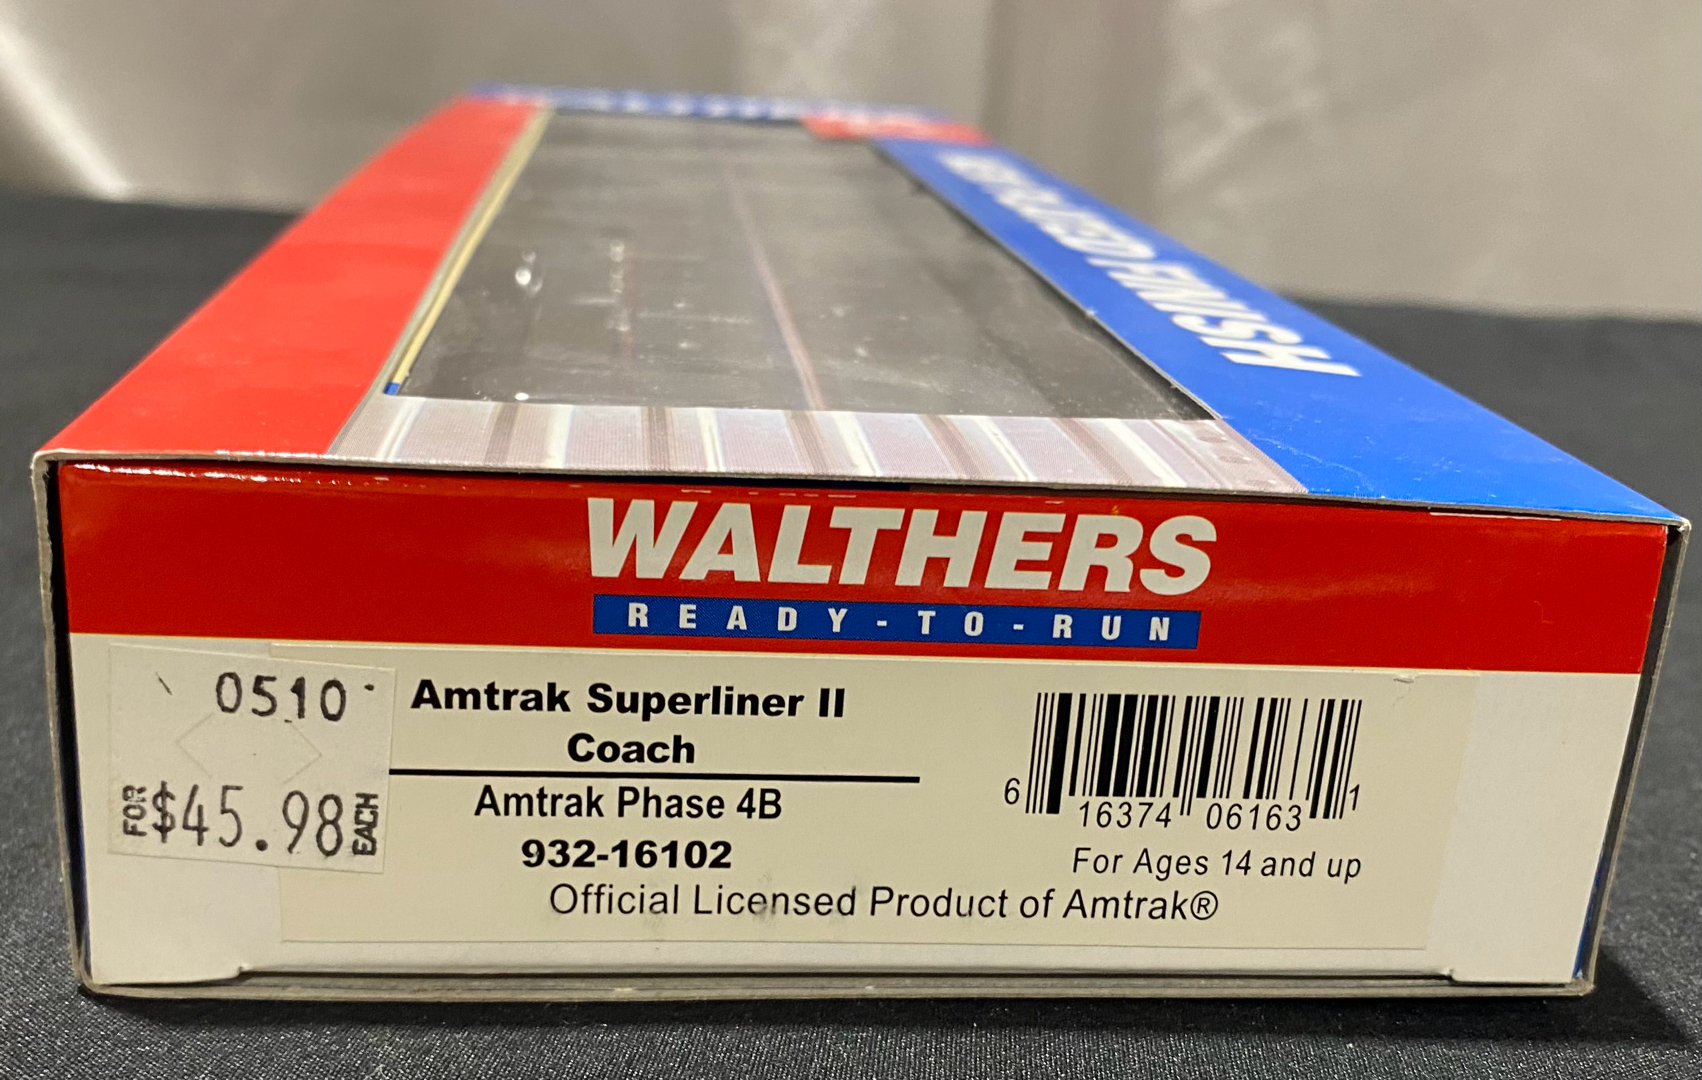 FINISH
WALTHERS
READY-TO-RUN
0510
FOR $45.98 EACH
Amtrak Superliner II
Coach
Amtrak Phase 4B
932-16102
6 16374 06163 1
For Ages 14 and up
Official Licensed Product of Amtrak®